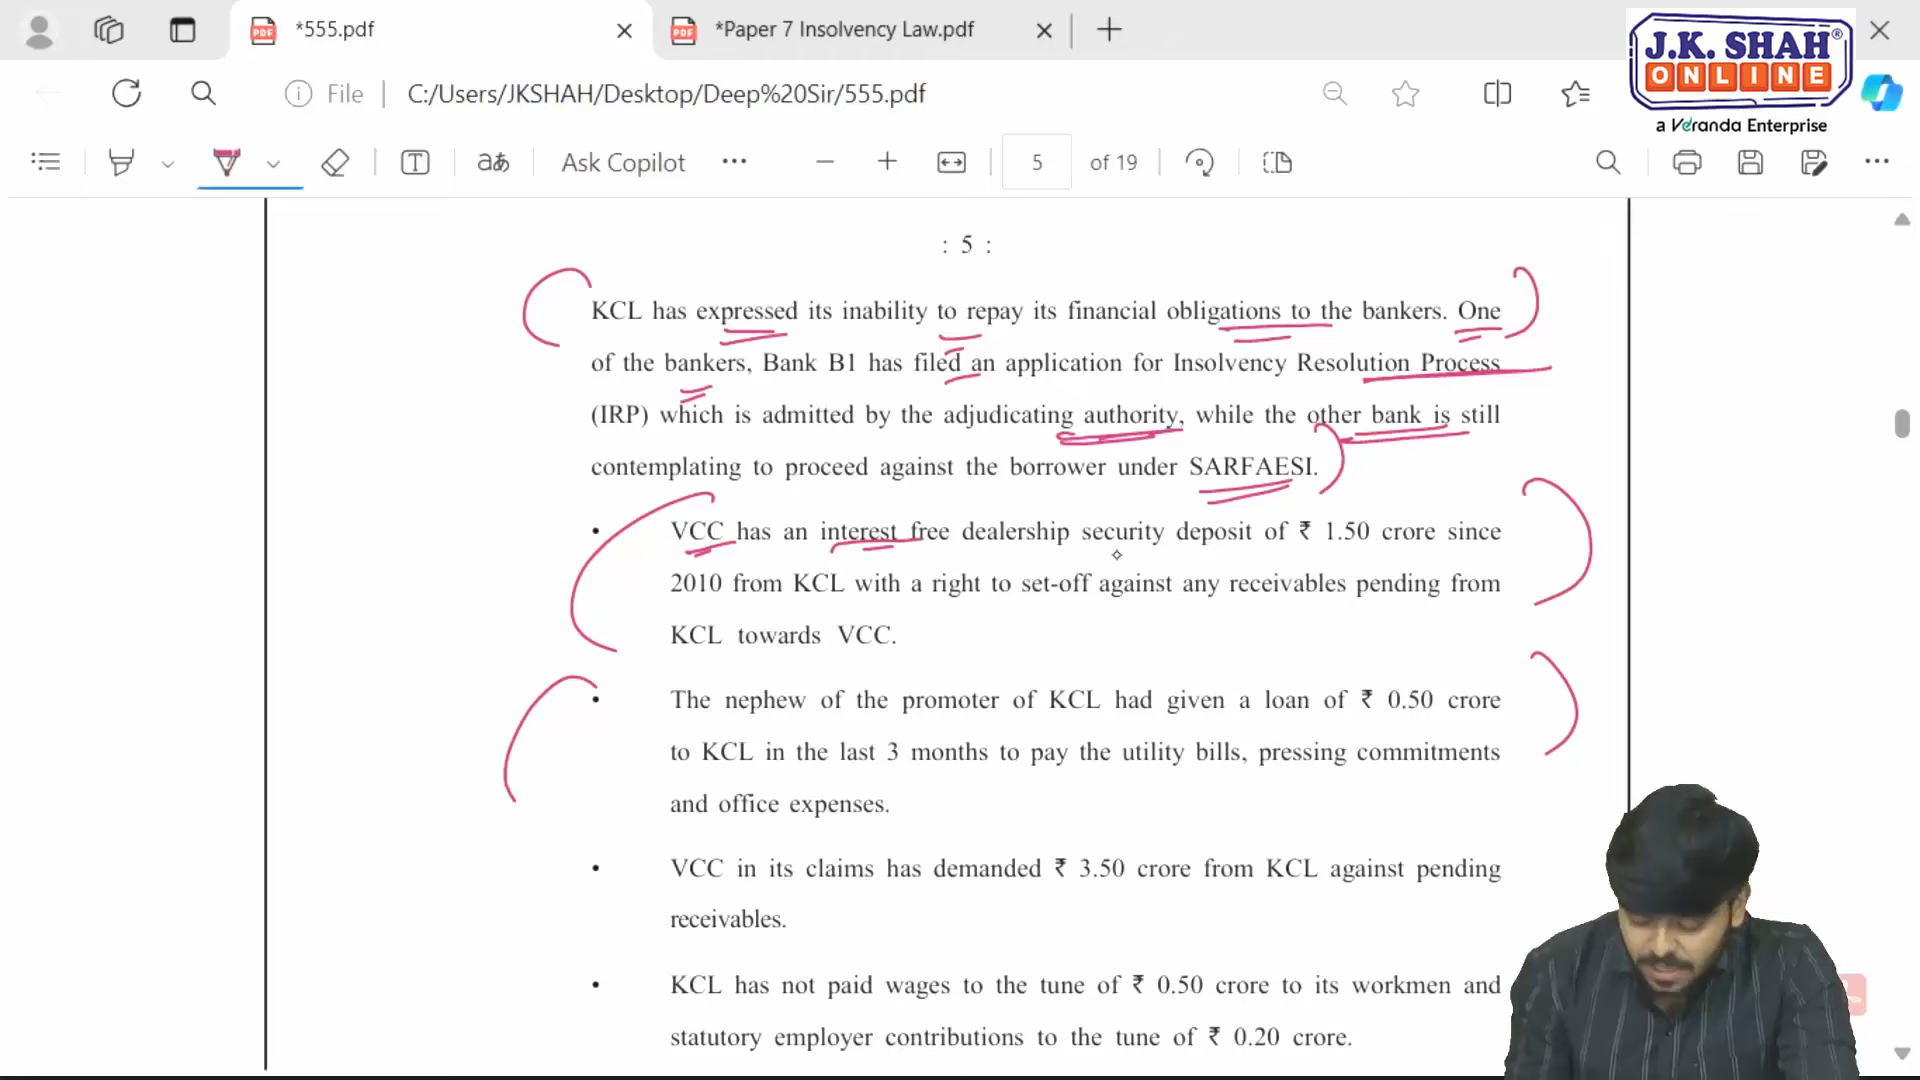 *555.pdf
*Paper 7 Insolvency Law.pdf
J.K. SHAH®
ONLINE
a Veranda Enterprise
File
C:/Users/JKSHAH/Desktop/Deep%20Sir/555.pdf
Ask Copilot
5 of 19
: 5 :
KCL has expressed its inability to repay its financial obligations to the bankers. One
of the bankers, Bank B1 has filed an application for Insolvency Resolution Process
(IRP) which is admitted by the adjudicating authority, while the other bank is still
contemplating to proceed against the borrower under SARFAESI.
• VCC has an interest free dealership security deposit of ₹ 1.50 crore since
2010 from KCL with a right to set-off against any receivables pending from
KCL towards VCC.
• The nephew of the promoter of KCL had given a loan of ₹ 0.50 crore
to KCL in the last 3 months to pay the utility bills, pressing commitments
and office expenses.
• VCC in its claims has demanded ₹ 3.50 crore from KCL against pending
receivables.
• KCL has not paid wages to the tune of ₹ 0.50 crore to its workmen and
statutory employer contributions to the tune of ₹ 0.20 crore.